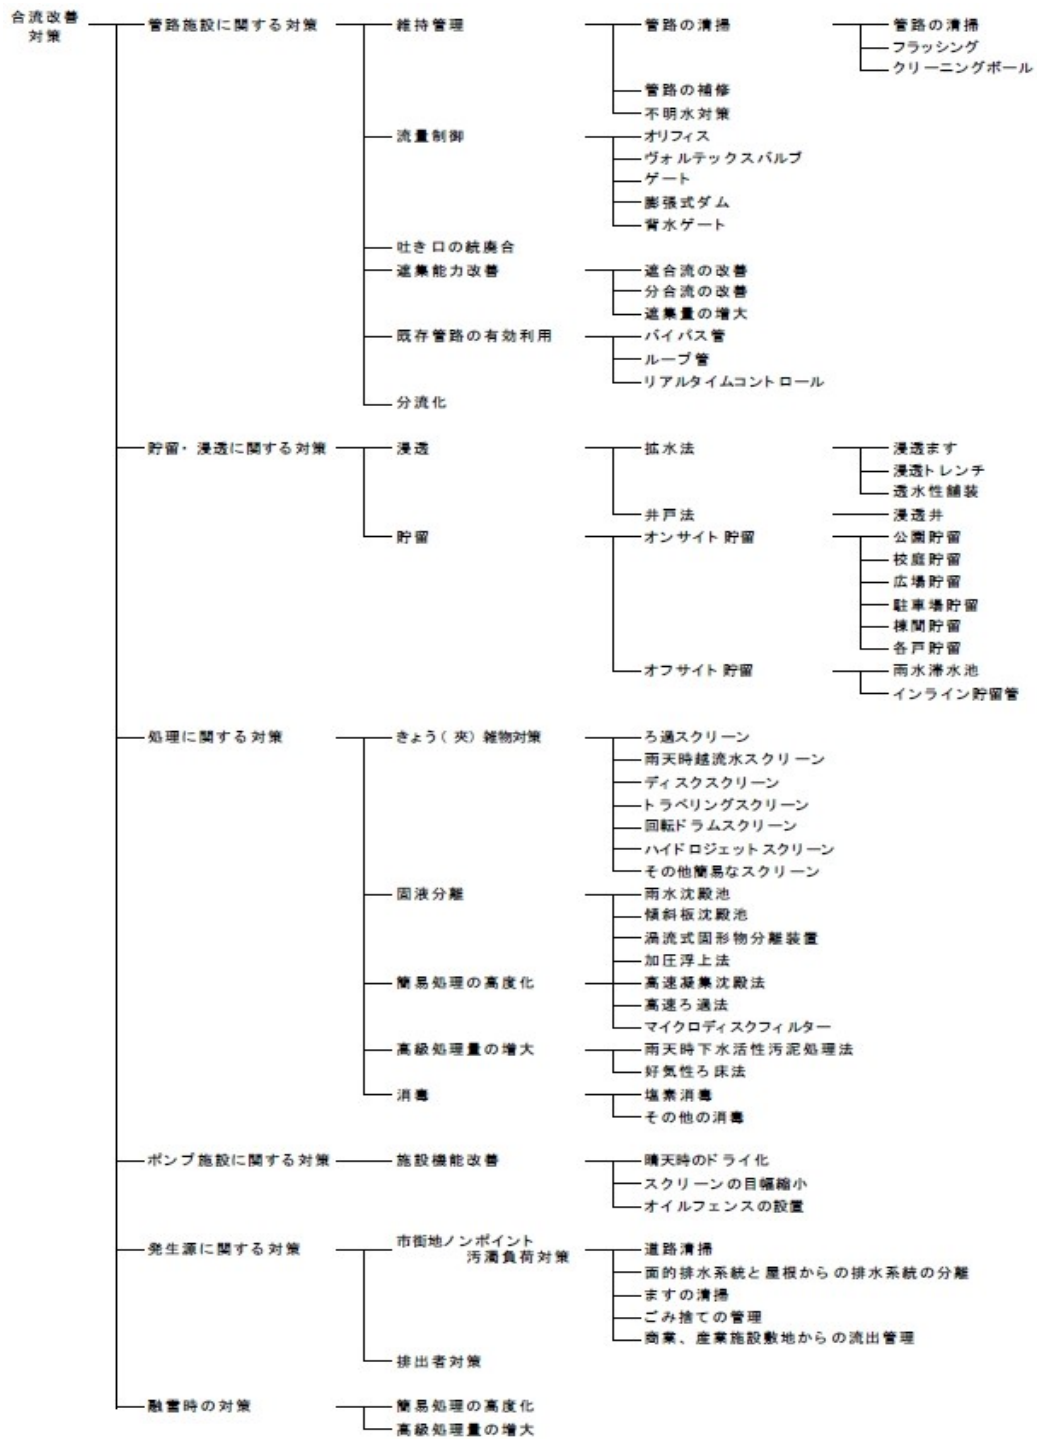 合流改善
対策
管路施設に関する対策 維持管理 管路の清掃 管路の清掃
フラッシング
クリーニングボール
管路の補修
不明水対策
流量制御 オリフィス
ヴォルテックスバルブ
ゲート
膨張式ダム
背水ゲート
吐き口の統廃合
遮集能力改善 遮合流の改善
分合流の改善
遮集量の増大
既存管路の有効利用 バイパス管
ループ管
リアルタイムコントロール
分流化
貯留・浸透に関する対策 浸透 拡水法 浸透ます
浸透トレンチ
透水性舗装
井戸法 浸透井
貯留 オンサイト貯留 公園貯留
校庭貯留
広場貯留
駐車場貯留
棟間貯留
各戸貯留
オフサイト貯留 雨水滞水池
インライン貯留管
処理に関する対策 きょう(夾)雑物対策 ろ過スクリーン
雨天時越流水スクリーン
ディスクスクリーン
トラベリングスクリーン
回転ドラムスクリーン
ハイドロジェットスクリーン
その他簡易なスクリーン
固液分離 雨水沈殿池
傾斜板沈殿池
渦流式固形物分離装置
加圧浮上法
簡易処理の高度化 高速凝集沈殿法
高速ろ過法
マイクロディスクフィルター
高級処理量の増大 雨天時下水活性汚泥処理法
好気性ろ床法
消毒 塩素消毒
その他の消毒
ポンプ施設に関する対策 施設機能改善 晴天時のドライ化
スクリーンの目幅縮小
オイルフェンスの設置
発生源に関する対策 市街地ノンポイント
汚濁負荷対策 道路清掃
面的排水系統と屋根からの排水系統の分離
ますの清掃
ごみ捨ての管理
商業、産業施設敷地からの流出管理
排出者対策
融雪時の対策 簡易処理の高度化
高級処理量の増大